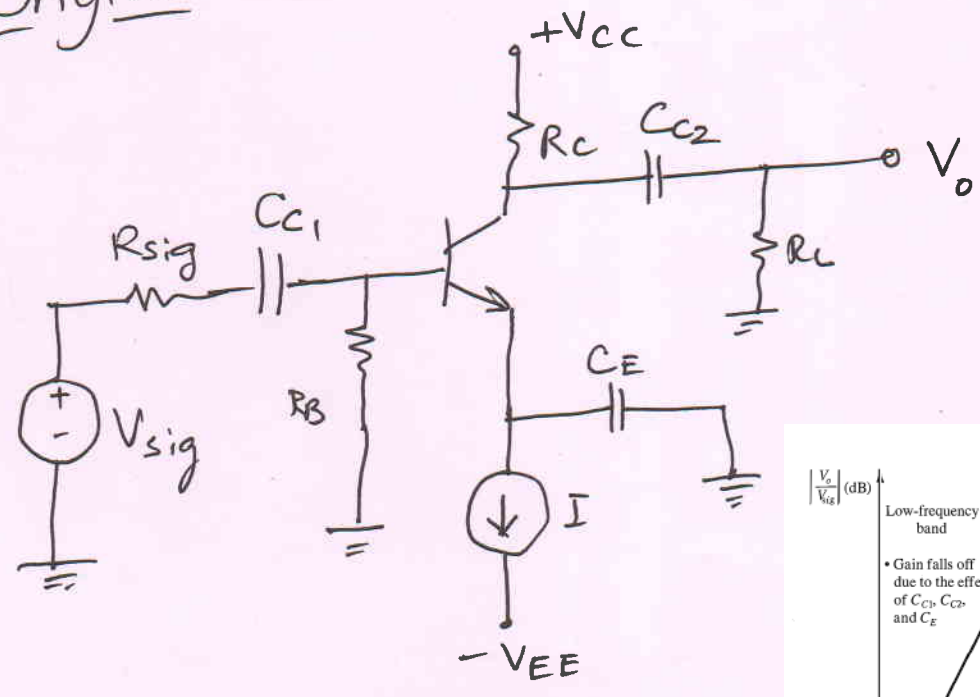 +VCC
RC
CC2
Vo
Rsig
CC1
RL
+
-
Vsig
RB
CE
I
-VEE
|Vo/Vsig| (dB)
Low-frequency
band
• Gain falls off
due to the effe
of CC1, CC2,
and CE